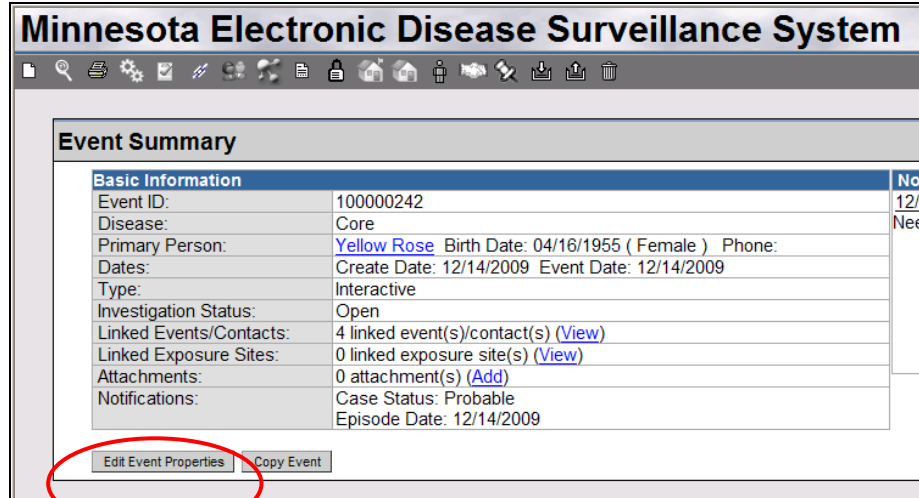 Minnesota Electronic Disease Surveillance System
Event Summary
Basic Information
Event ID: 100000242
Disease: Core
Primary Person: Yellow Rose Birth Date: 04/16/1955 ( Female ) Phone:
Dates: Create Date: 12/14/2009 Event Date: 12/14/2009
Type: Interactive
Investigation Status: Open
Linked Events/Contacts: 4 linked event(s)/contact(s) (View)
Linked Exposure Sites: 0 linked exposure site(s) (View)
Attachments: 0 attachment(s) (Add)
Notifications: Case Status: Probable
Episode Date: 12/14/2009
No
12/
Nee
Edit Event Properties Copy Event